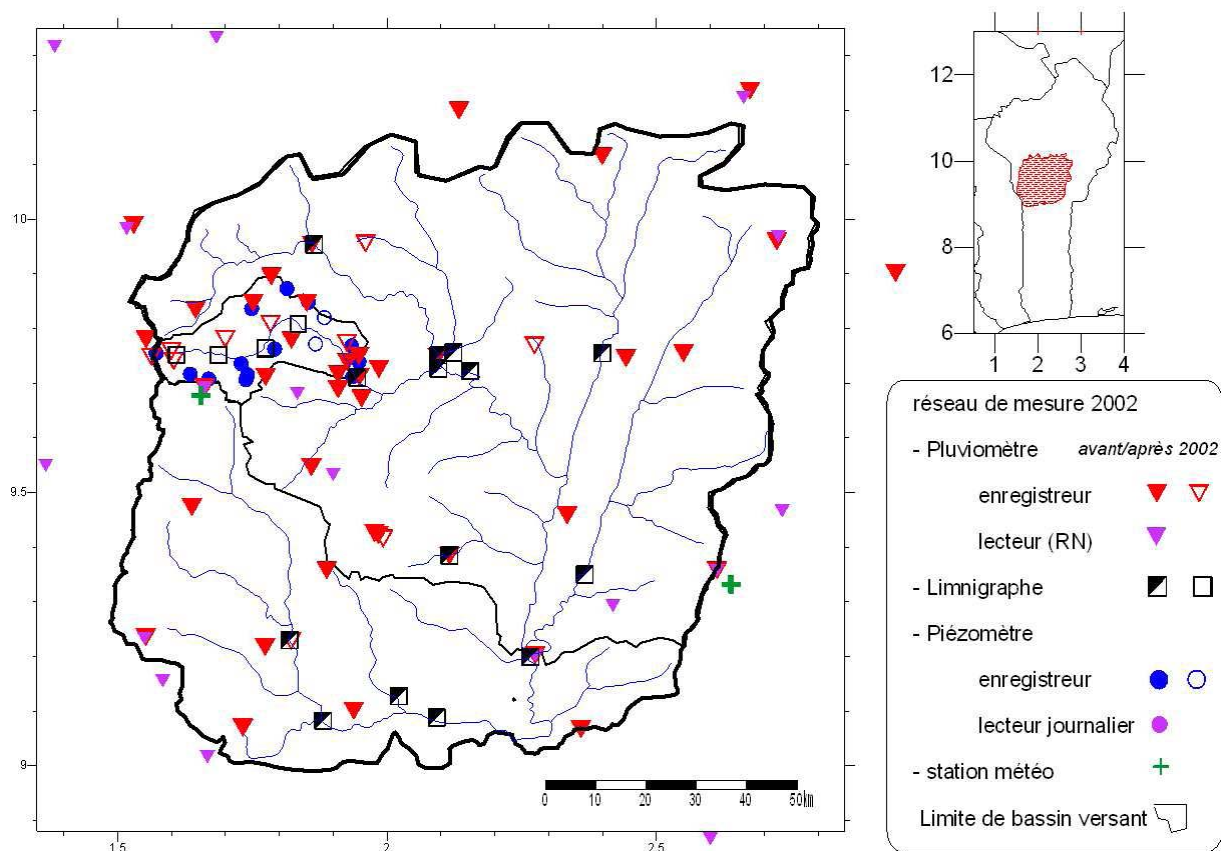 10
9.5
9
1.5
2
2.5
0 10 20 30 40 50 km
12
10
8
6
1 2 3 4
réseau de mesure 2002
- Pluviomètre avant/après 2002
enregistreur
lecteur (RN)
- Limnigraphe
- Piézomètre
enregistreur
lecteur journalier
- station météo
Limite de bassin versant